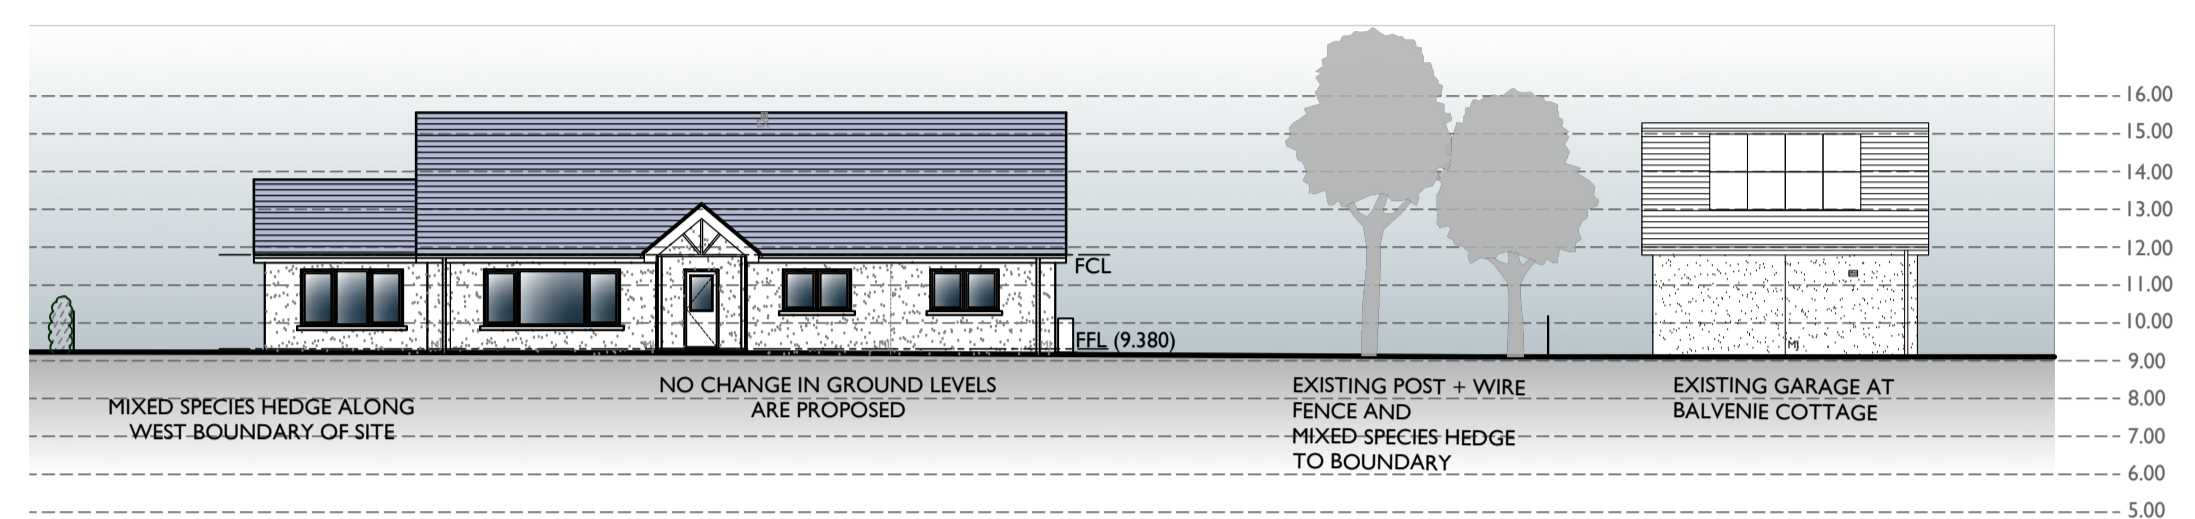 16.00
15.00
14.00
13.00
12.00
FCL
11.00
10.00
FFL (9.380)
9.00
NO CHANGE IN GROUND LEVELS
ARE PROPOSED
MIXED SPECIES HEDGE ALONG
WEST BOUNDARY OF SITE
EXISTING POST + WIRE
FENCE AND
MIXED SPECIES HEDGE
TO BOUNDARY
EXISTING GARAGE AT
BALVENIE COTTAGE
MJ
8.00
7.00
6.00
5.00